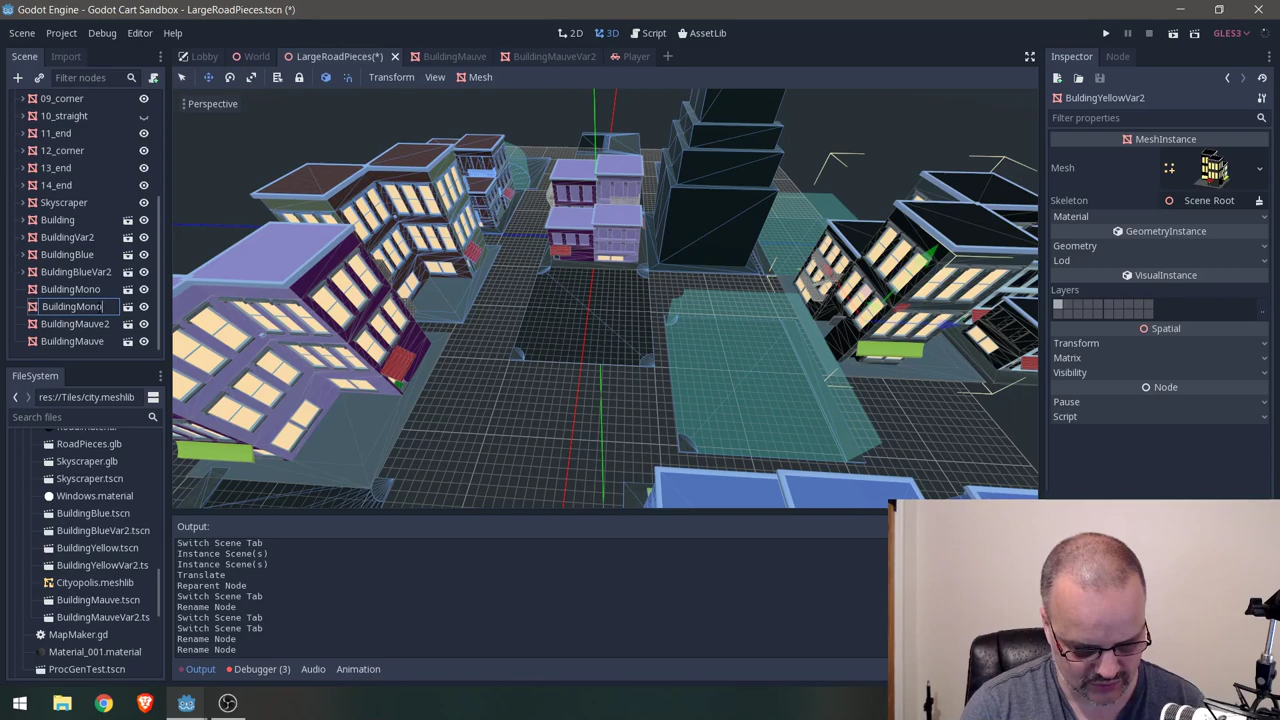 Godot Engine - Godot Cart Sandbox - LargeRoadPieces.tscn (*)
Scene Project Debug Editor Help
2D 3D Script AssetLib
GLES3
Scene Import
Lobby World LargeRoadPieces(*) BuildingMauve BuildingMauveVar2 Player
Inspector Node
Filter nodes
Transform View Mesh
Perspective
09_corner
10_straight
11_end
12_corner
13_end
14_end
Skyscraper
Building
BuildingVar2
BuildingBlue
BuildingBlueVar2
BuildingMono
BuildingMono
BuildingMauve2
BuildingMauve
FileSystem
res://Tiles/city.meshlib
Search files
RoadPieces.glb
Skyscraper.glb
Skyscraper.tscn
Windows.material
BuildingBlue.tscn
BuildingBlueVar2.tscn
BuildingYellow.tscn
BuildingYellowVar2.ts
Cityopolis.meshlib
BuildingMauve.tscn
BuildingMauveVar2.ts
MapMaker.gd
Material_001.material
ProcGenTest.tscn
Output:
Switch Scene Tab
Instance Scene(s)
Instance Scene(s)
Translate
Reparent Node
Switch Scene Tab
Rename Node
Switch Scene Tab
Switch Scene Tab
Rename Node
Rename Node
Output Debugger (3) Audio Animation
BuldingYellowVar2
Filter properties
MeshInstance
Mesh
Skeleton Scene Root
Material
GeometryInstance
Geometry
Lod
VisualInstance
Layers
Spatial
Transform
Matrix
Visibility
Node
Pause
Script